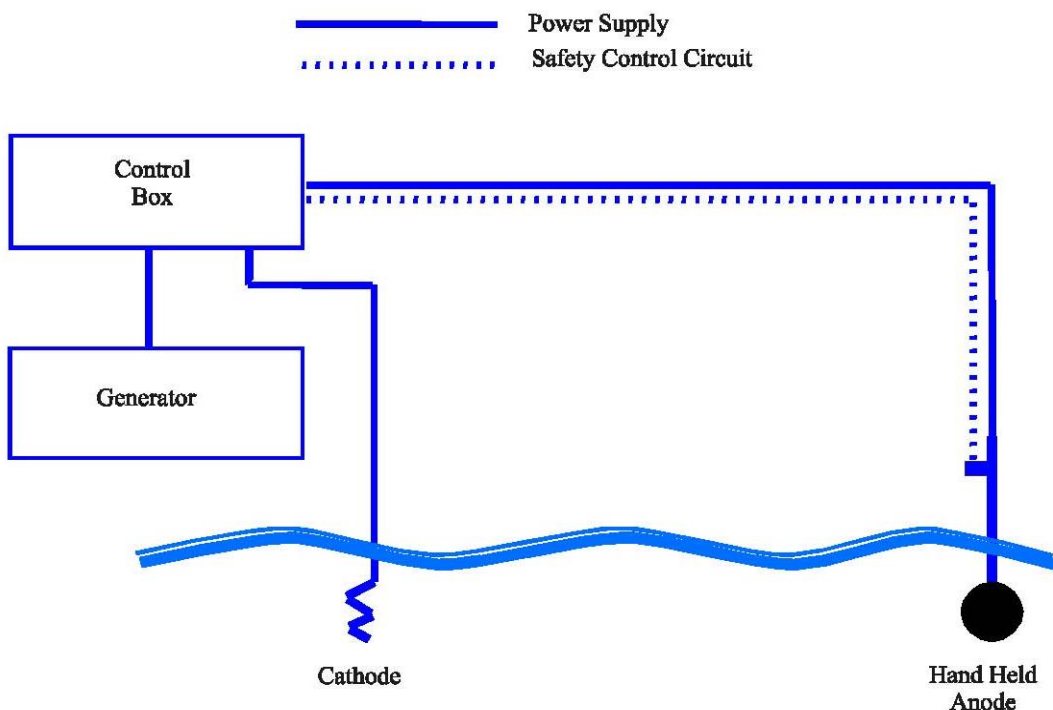 Power Supply
Safety Control Circuit
Control
Box
Generator
Cathode
Hand Held
Anode